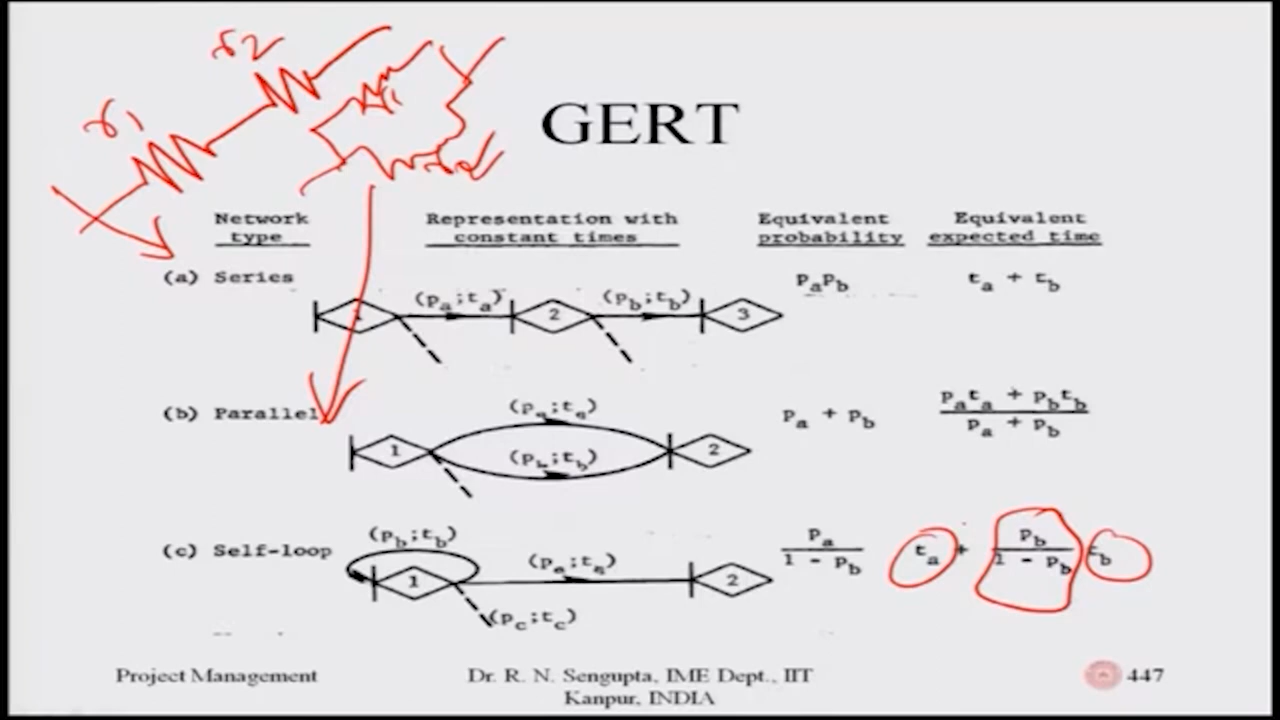 r2
r1
GERT
Network type
Representation with constant times
Equivalent probability
Equivalent expected time
(a) Series
(pa;ta)
(pb;tb)
1
2
3
papb
ta + tb
(b) Parallel
(pa;ta)
(pb;tb)
1
2
pa + pb
pata + pbtb
pa + pb
(c) Self-loop
(pb;tb)
(pa;ta)
1
2
(pc;tc)
pa
1 - pb
ta + pb
1 - pb
tb
Project Management
Dr. R. N. Sengupta, IME Dept., IIT
Kanpur, INDIA
447